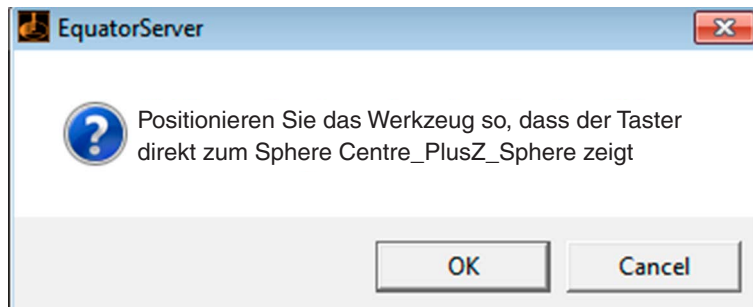 EquatorServer
Positionieren Sie das Werkzeug so, dass der Taster
direkt zum Sphere Centre_PlusZ_Sphere zeigt
OK
Cancel